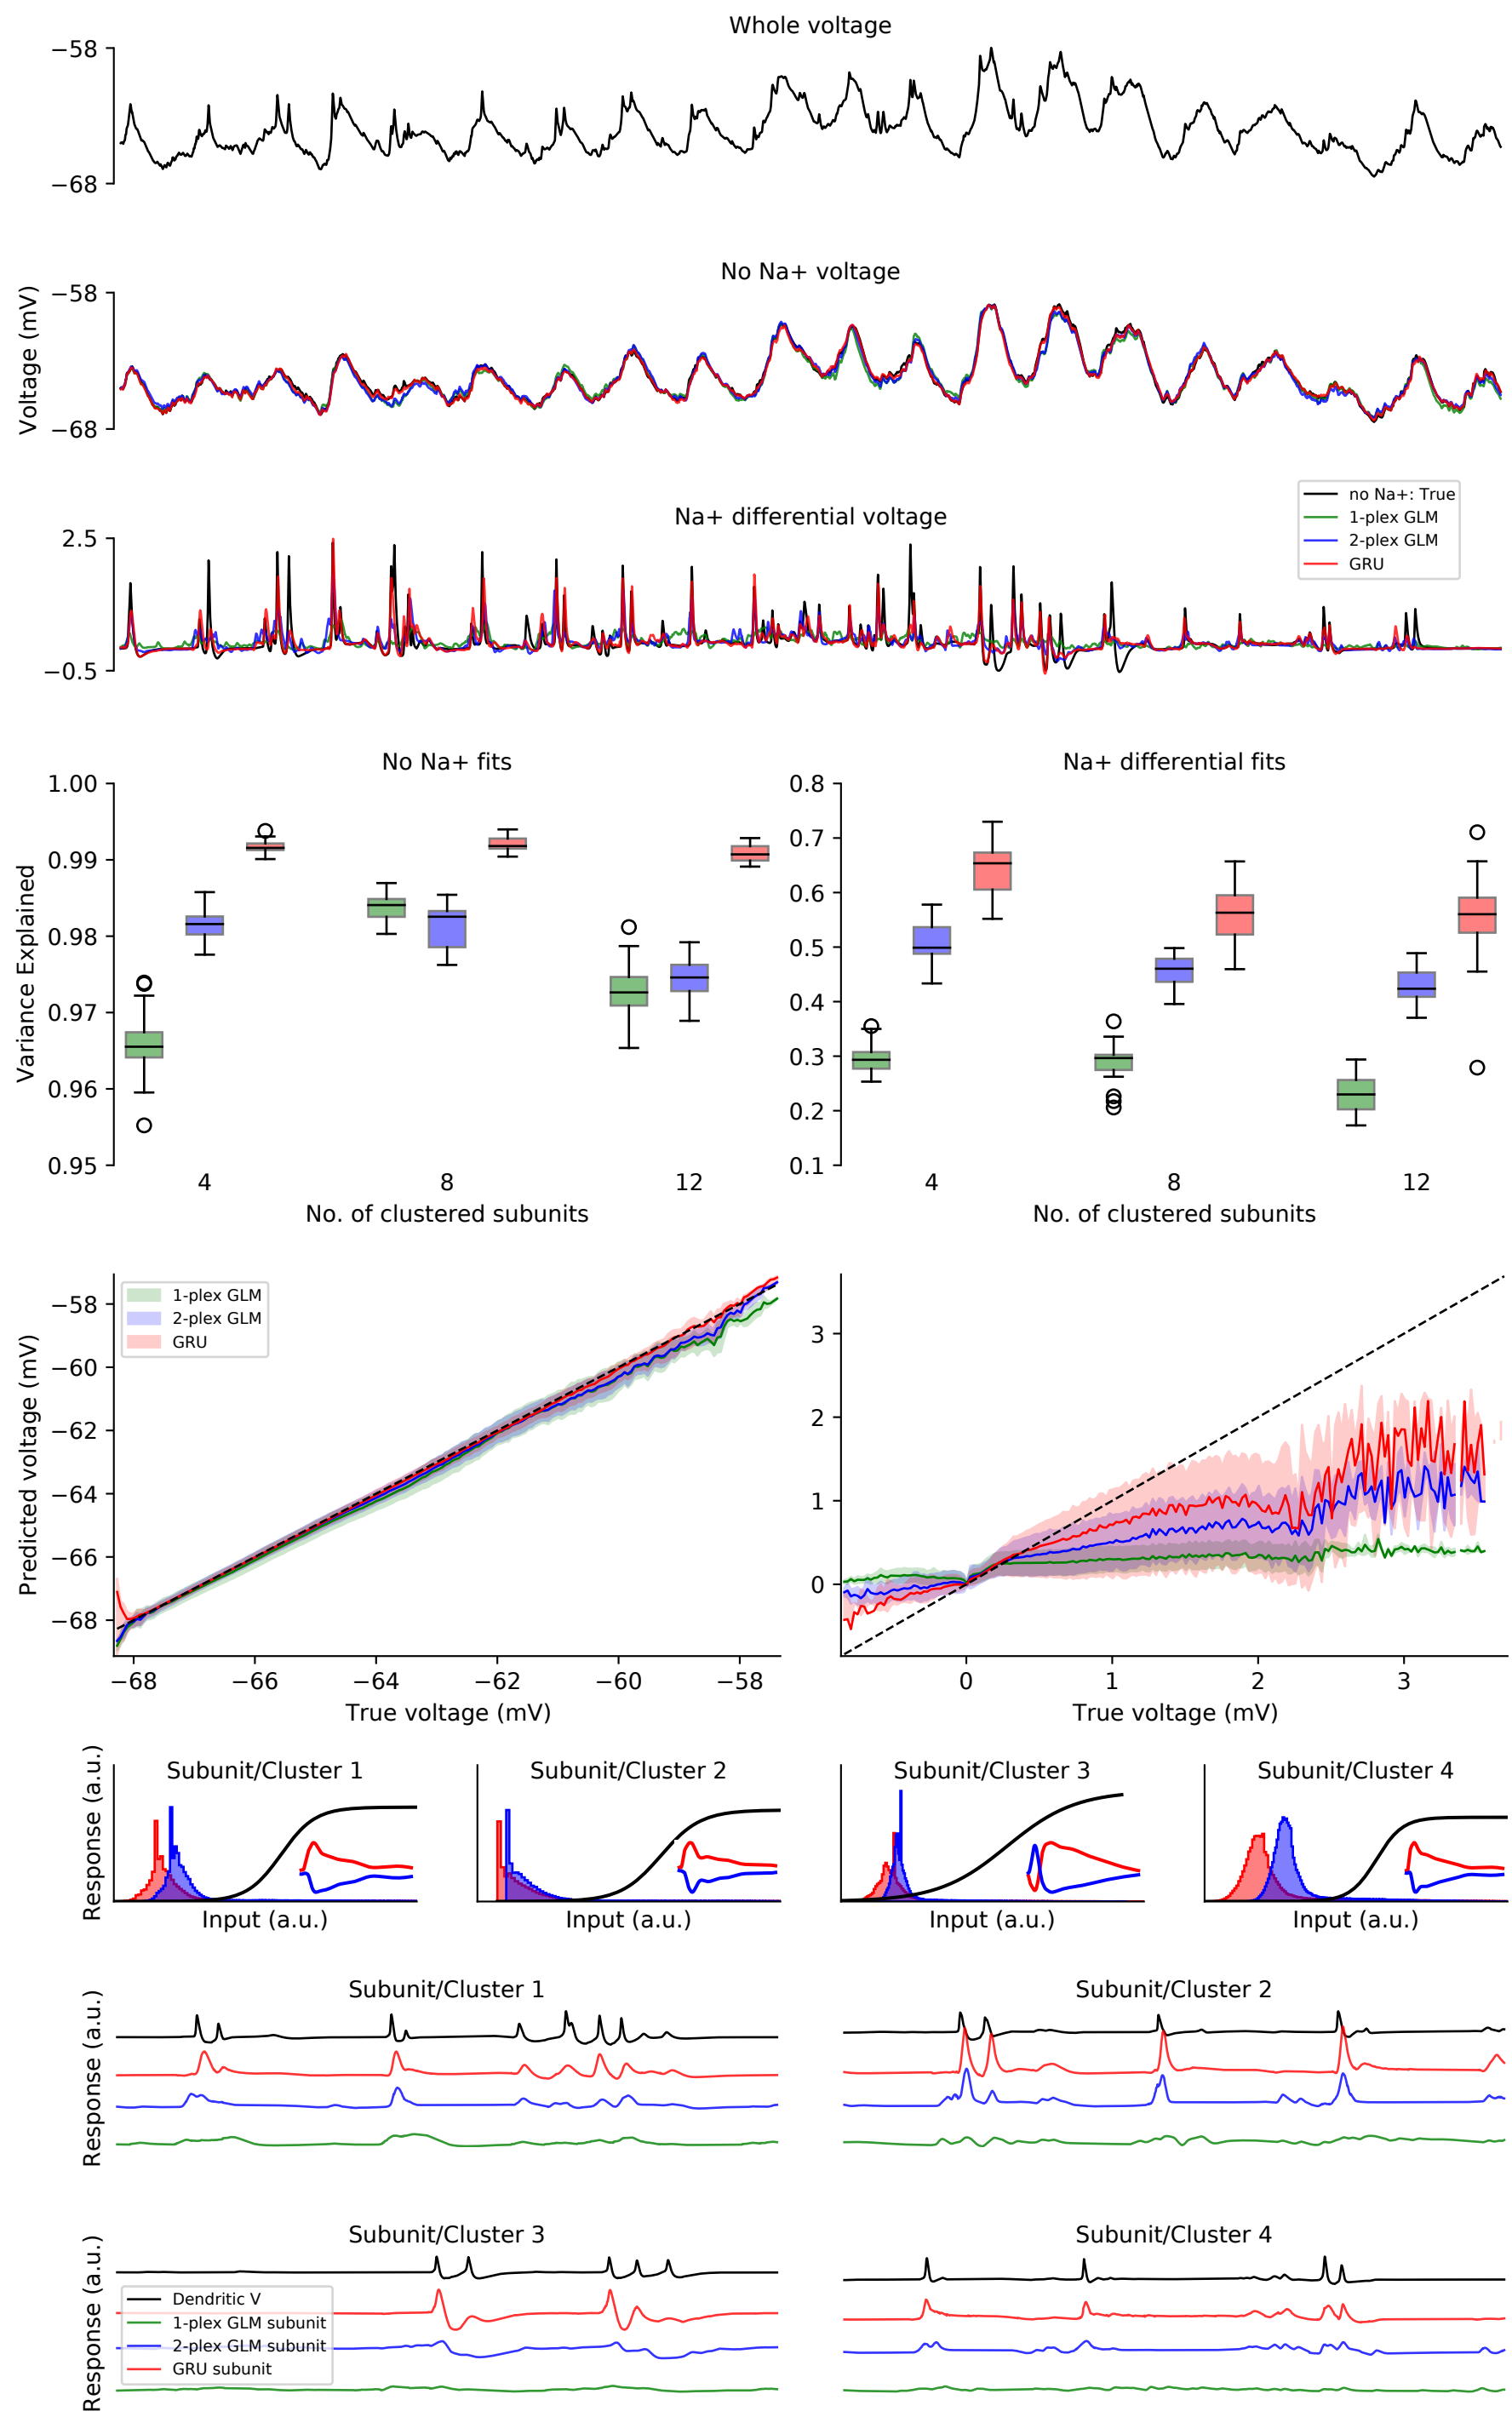 Whole voltage
−58
−68
No Na+ voltage
−58
−68
Voltage (mV)
Na+ differential voltage
2.5
−0.5
no Na+: True
1-plex GLM
2-plex GLM
GRU
No Na+ fits
1.00
0.99
0.98
0.97
0.96
0.95
Variance Explained
4 8 12
No. of clustered subunits
Na+ differential fits
0.8
0.7
0.6
0.5
0.4
0.3
0.2
0.1
4 8 12
No. of clustered subunits
1-plex GLM
2-plex GLM
GRU
−58
−60
−62
−64
−66
−68
Predicted voltage (mV)
−68 −66 −64 −62 −60 −58
True voltage (mV)
3
2
1
0
0 1 2 3
True voltage (mV)
Response (a.u.)
Subunit/Cluster 1
Input (a.u.)
Subunit/Cluster 2
Input (a.u.)
Subunit/Cluster 3
Input (a.u.)
Subunit/Cluster 4
Input (a.u.)
Response (a.u.)
Subunit/Cluster 1
Subunit/Cluster 2
Response (a.u.)
Subunit/Cluster 3
Dendritic V
1-plex GLM subunit
2-plex GLM subunit
GRU subunit
Subunit/Cluster 4